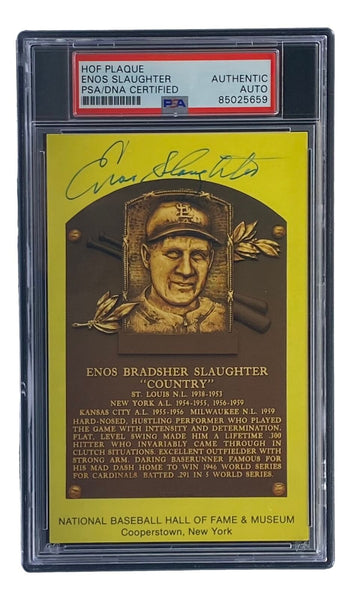 HOF PLAQUE
ENOS SLAUGHTER AUTHENTIC
PSA/DNA CERTIFIED AUTO
85025659
PSA
Enos Slaughter
STL
ENOS BRADSHER SLAUGHTER
"COUNTRY"
ST. LOUIS N.L. 1938-1953
NEW YORK A.L. 1954-1955, 1956-1959
KANSAS CITY A.L. 1955-1956 MILWAUKEE N.L. 1959
HARD-NOSED, HUSTLING PERFORMER WHO PLAYED
THE GAME WITH INTENSITY AND DETERMINATION.
FLAT, LEVEL SWING MADE HIM A LIFETIME .300
HITTER WHO INVARIABLY CAME THROUGH IN
CLUTCH SITUATIONS. EXCELLENT OUTFIELDER WITH
STRONG ARM. DARING BASERUNNER FAMOUS FOR
HIS MAD DASH HOME TO WIN 1946 WORLD SERIES
FOR CARDINALS. BATTED .291 IN 5 WORLD SERIES.
NATIONAL BASEBALL HALL OF FAME & MUSEUM
Cooperstown, New York